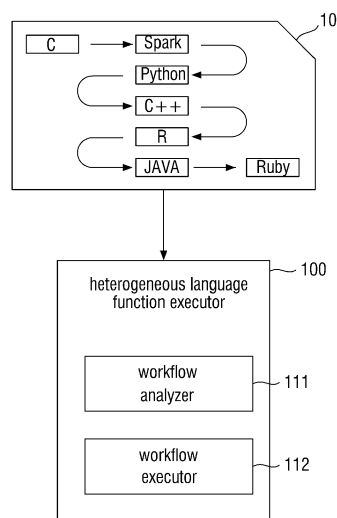 10
C Spark
Python
C++
R
JAVA Ruby
100
heterogeneous language
function executor
workflow
analyzer
111
workflow
executor
112